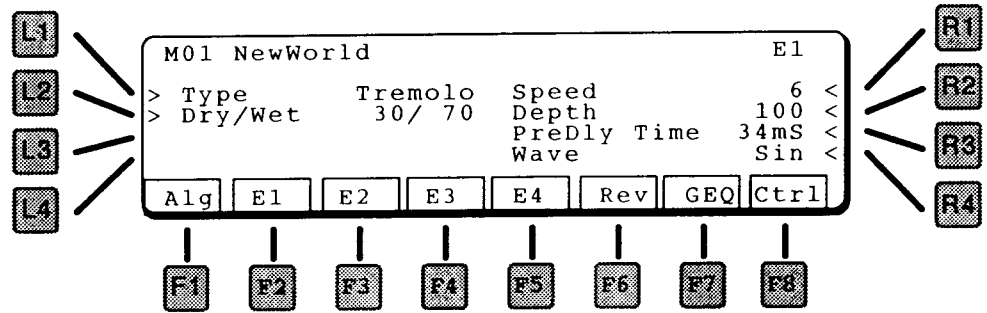 L1
L2
L3
L4
M01 NewWorld E1
> Type Tremolo Speed 6 <
> Dry/Wet 30/ 70 Depth 100 <
PreDly Time 34mS <
Wave Sin <
Alg E1 E2 E3 E4 Rev GEQ Ctrl
R1
R2
R3
R4
F1 F2 F3 F4 F5 F6 F7 F8